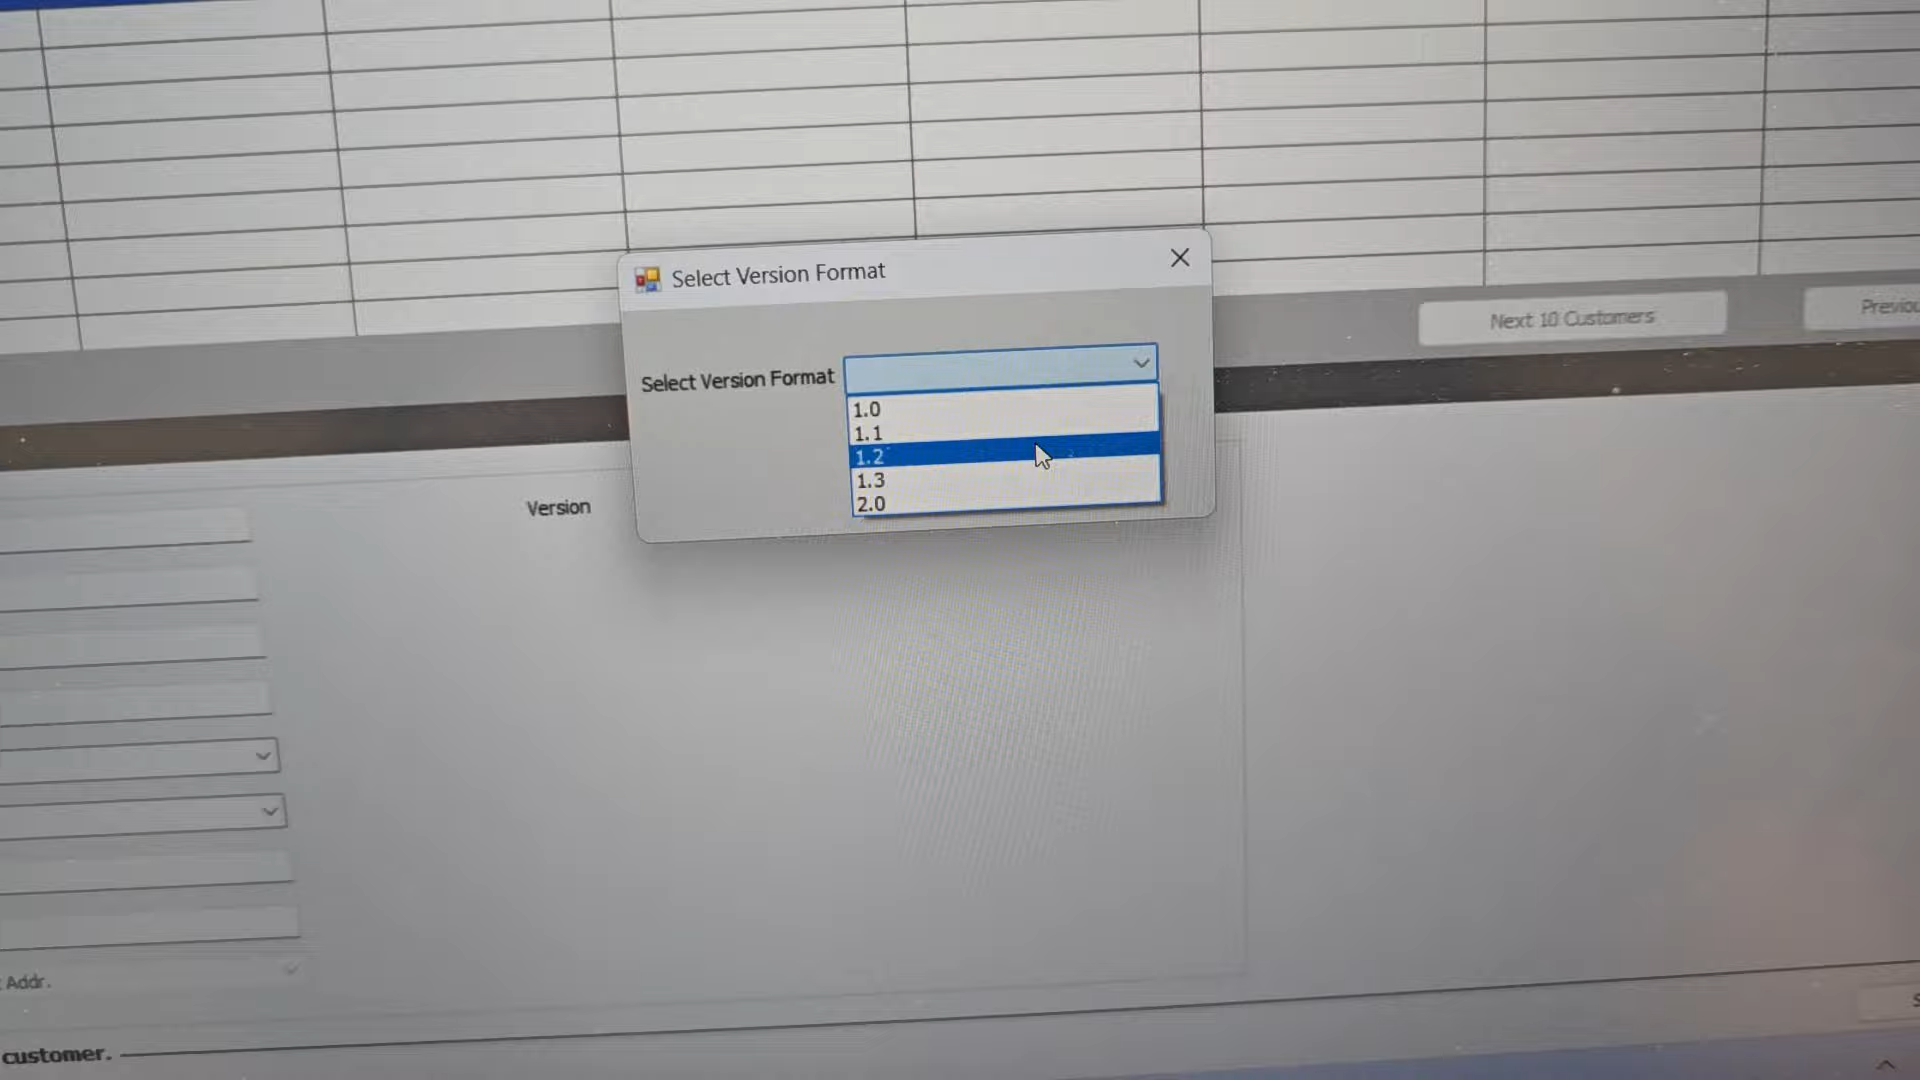 Select Version Format
Next 10 Customers
Select Version Format
1.0
1.1
1.2
1.3
2.0
Version
Addr.
customer.